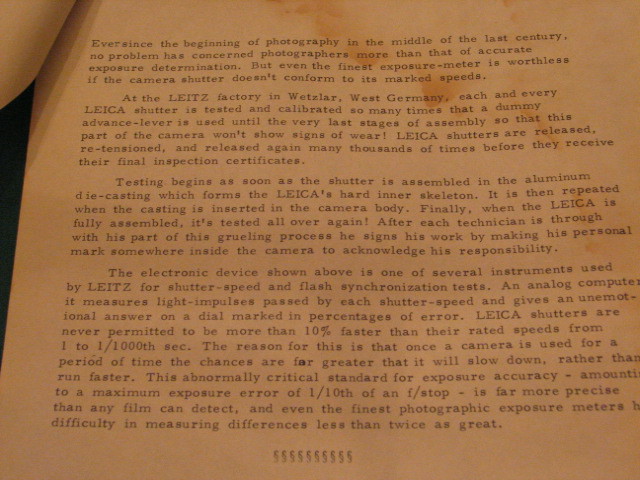 Eversince the beginning of photography in the middle of the last century,
no problem has concerned photographers more than that of accurate
exposure determination. But even the finest exposure-meter is worthless
if the camera shutter doesn't conform to its marked speeds.
At the LEITZ factory in Wetzlar, West Germany, each and every
LEICA shutter is tested and calibrated so many times that a dummy
advance-lever is used until the very last stages of assembly so that this
part of the camera won't show signs of wear! LEICA shutters are released,
re-tensioned, and released again many thousands of times before they receive
their final inspection certificates.
Testing begins as soon as the shutter is assembled in the aluminum
die-casting which forms the LEICA's hard inner skeleton. It is then repeated
when the casting is inserted in the camera body. Finally, when the LEICA is
fully assembled, it's tested all over again! After each technician is through
with his part of this grueling process he signs his work by making his personal
mark somewhere inside the camera to acknowledge his responsibility.
The electronic device shown above is one of several instruments used
by LEITZ for shutter-speed and flash synchronization tests. An analog computer
it measures light-impulses passed by each shutter-speed and gives an unemot-
ional answer on a dial marked in percentages of error. LEICA shutters are
never permitted to be more than 10% faster than their rated speeds from
1 to 1/1000th sec. The reason for this is that once a camera is used for a
period of time the chances are far greater that it will slow down, rather than
run faster. This abnormally critical standard for exposure accuracy - amounti
to a maximum exposure error of 1/10th of an f/stop - is far more precise
than any film can detect, and even the finest photographic exposure meters h
difficulty in measuring differences less than twice as great.
§§§§§§§§§§